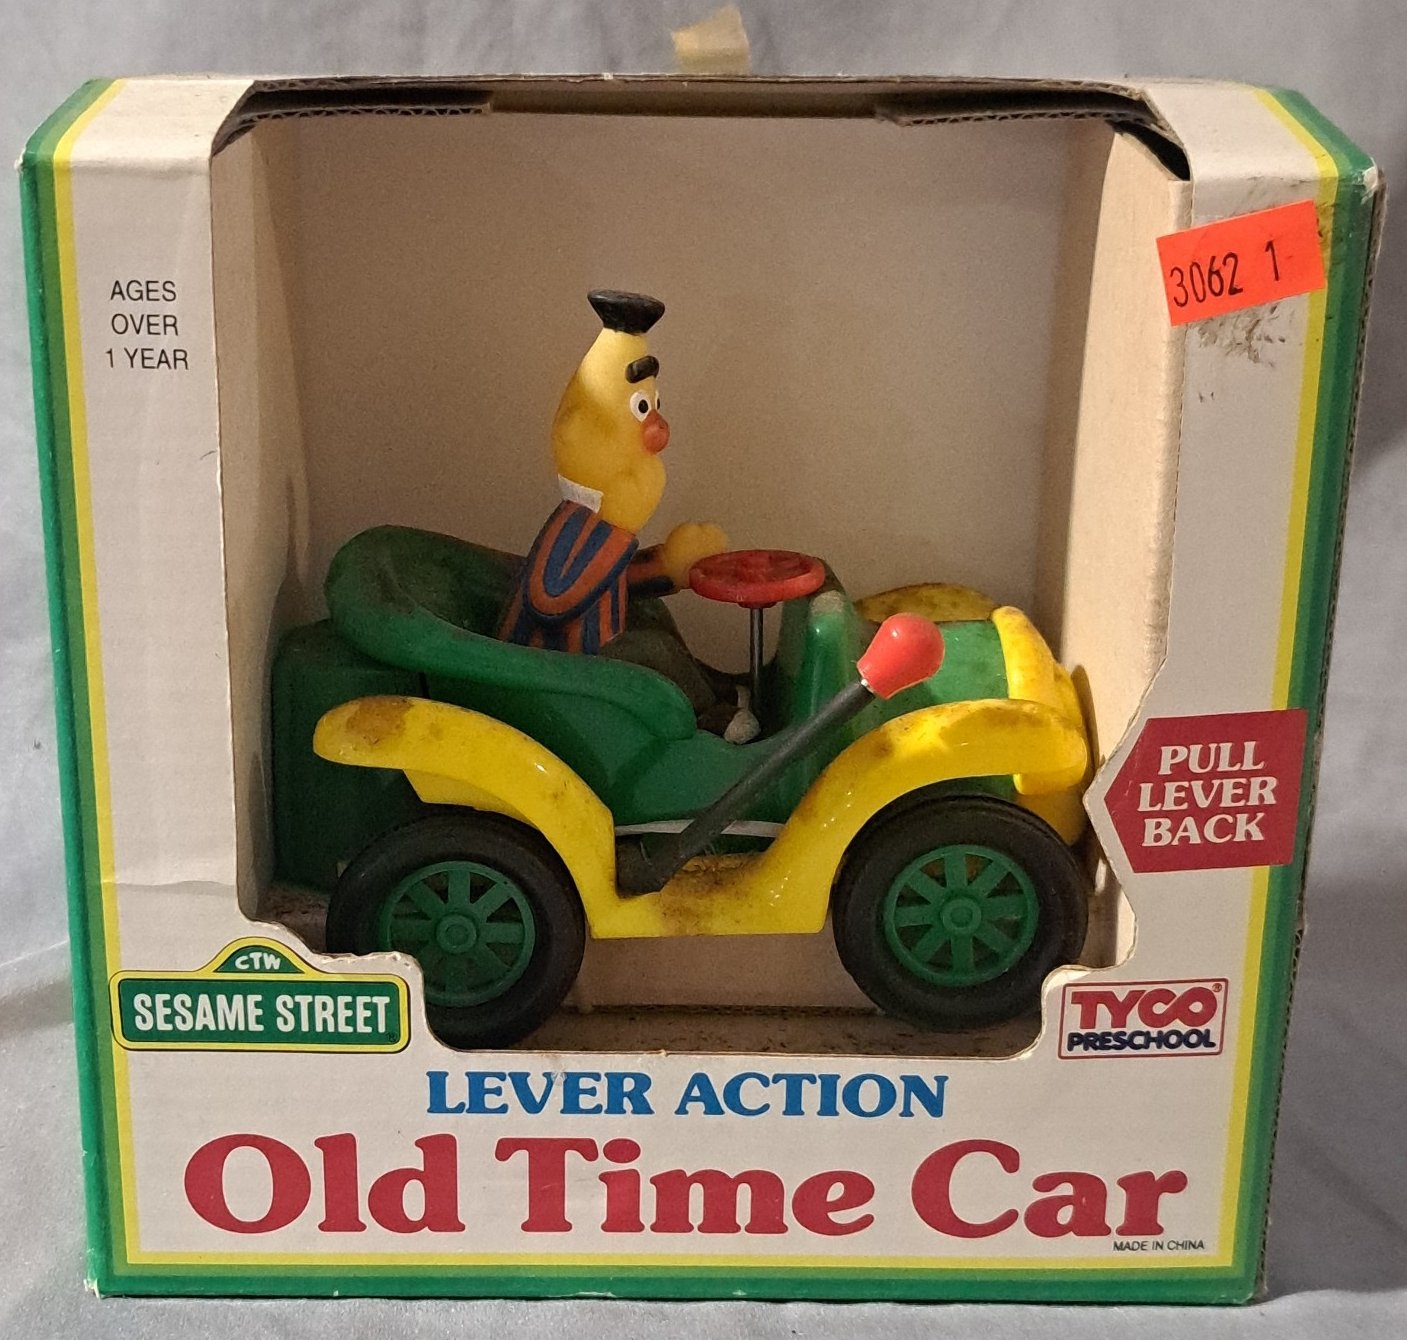 3062 1
AGES
OVER
1 YEAR
PULL
LEVER
BACK
CTW
SESAME STREET
TYCO®
PRESCHOOL
LEVER ACTION
Old Time Car
MADE IN CHINA